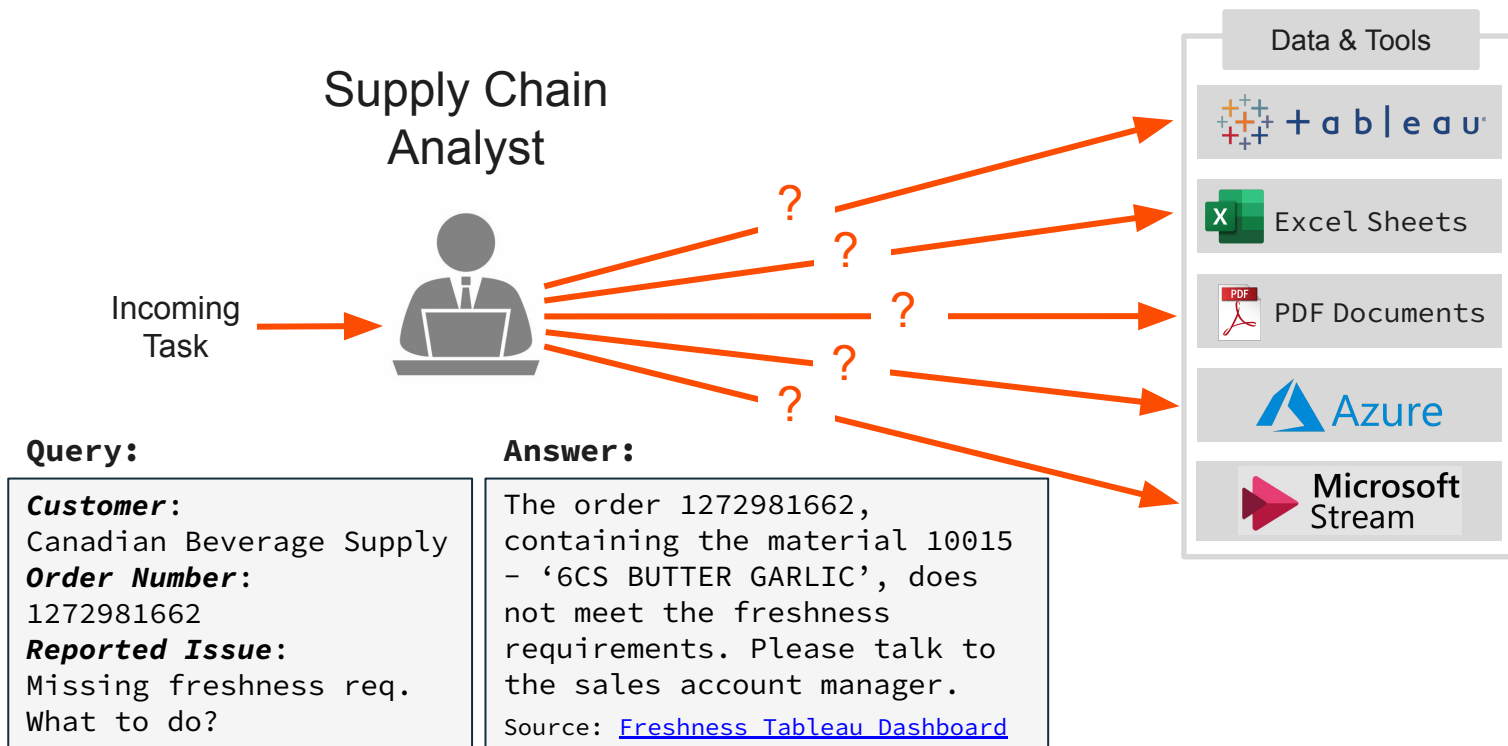 Supply Chain
Analyst
Incoming
Task
?
?
?
?
?
Data & Tools
+ableau
X
Excel Sheets
PDF
PDF Documents
Azure
Microsoft
Stream
Query:
Customer:
Canadian Beverage Supply
Order Number:
1272981662
Reported Issue:
Missing freshness req.
What to do?
Answer:
The order 1272981662,
containing the material 10015
– ‘6CS BUTTER GARLIC’, does
not meet the freshness
requirements. Please talk to
the sales account manager.
Source: Freshness Tableau Dashboard